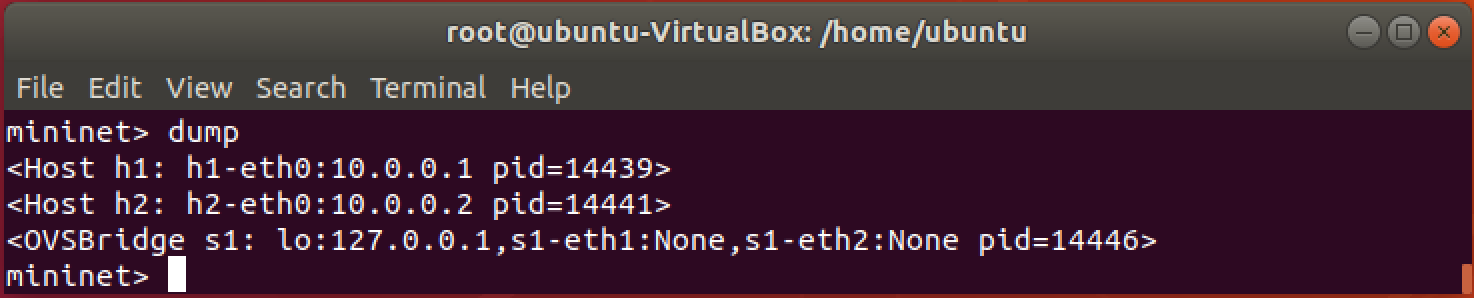 root@ubuntu-VirtualBox: /home/ubuntu
File Edit View Search Terminal Help
mininet> dump
<Host h1: h1-eth0:10.0.0.1 pid=14439>
<Host h2: h2-eth0:10.0.0.2 pid=14441>
<OVSBridge s1: lo:127.0.0.1,s1-eth1:None,s1-eth2:None pid=14446>
mininet>